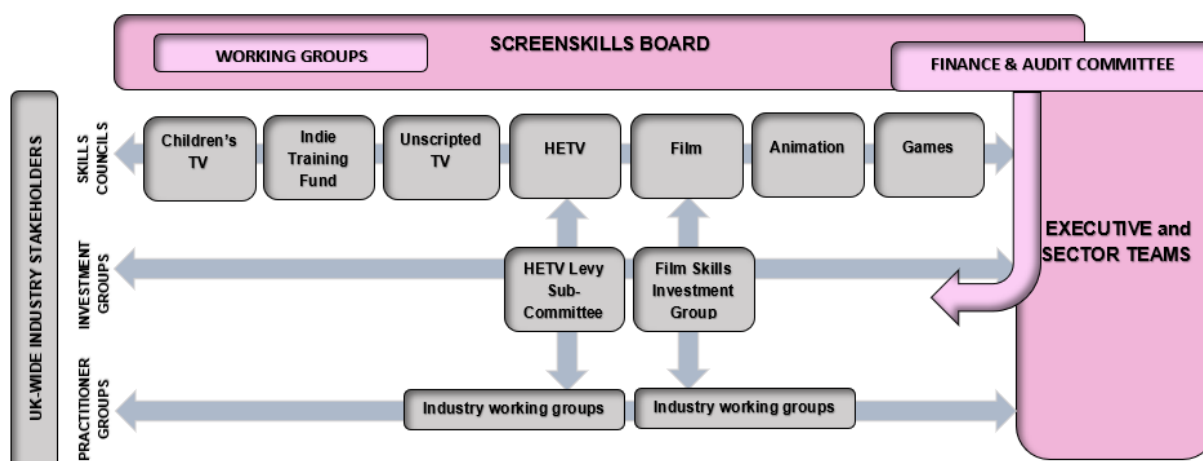 SCREENSKILLS BOARD
WORKING GROUPS
FINANCE & AUDIT COMMITTEE
UK-WIDE INDUSTRY STAKEHOLDERS
SKILLS
COUNCILS
Children's
TV
Indie
Training
Fund
Unscripted
TV
HETV
Film
Animation
Games
EXECUTIVE and
SECTOR TEAMS
INVESTMENT
GROUPS
HETV Levy
Sub-
Committee
Film Skills
Investment
Group
PRACTITIONER
GROUPS
Industry working groups
Industry working groups